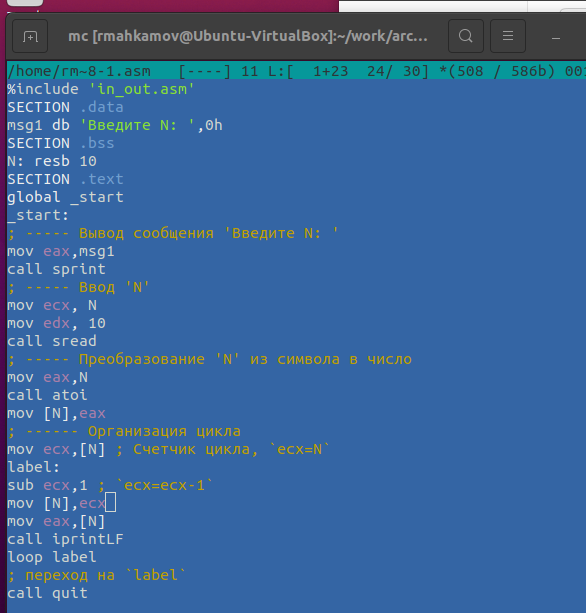 mc [rmahkamov@Ubuntu-VirtualBox]:~/work/arc...
/home/rm~8-1.asm   [----] 11 L:[  1+23  24/ 30] *(508 / 586b) 001
%include 'in_out.asm'
SECTION .data
msg1 db 'Введите N: ',0h
SECTION .bss
N: resb 10
SECTION .text
global _start
_start:
; ----- Вывод сообщения 'Введите N: '
mov eax,msg1
call sprint
; ----- Ввод 'N'
mov ecx, N
mov edx, 10
call sread
; ----- Преобразование 'N' из символа в число
mov eax,N
call atoi
mov [N],eax
; ------ Организация цикла
mov ecx,[N] ; Счетчик цикла, `ecx=N`
label:
sub ecx,1 ; `ecx=ecx-1`
mov [N],ecx
mov eax,[N]
call iprintLF
loop label
; переход на `label`
call quit